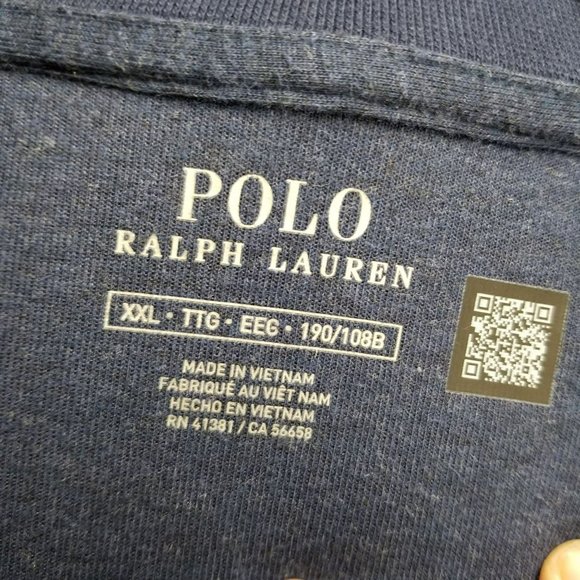 POLO
RALPH LAUREN
XXL • TTG • EEG • 190/108B
MADE IN VIETNAM
FABRIQUÉ AU VIÊT NAM
HECHO EN VIETNAM
RN 41381 / CA 56658